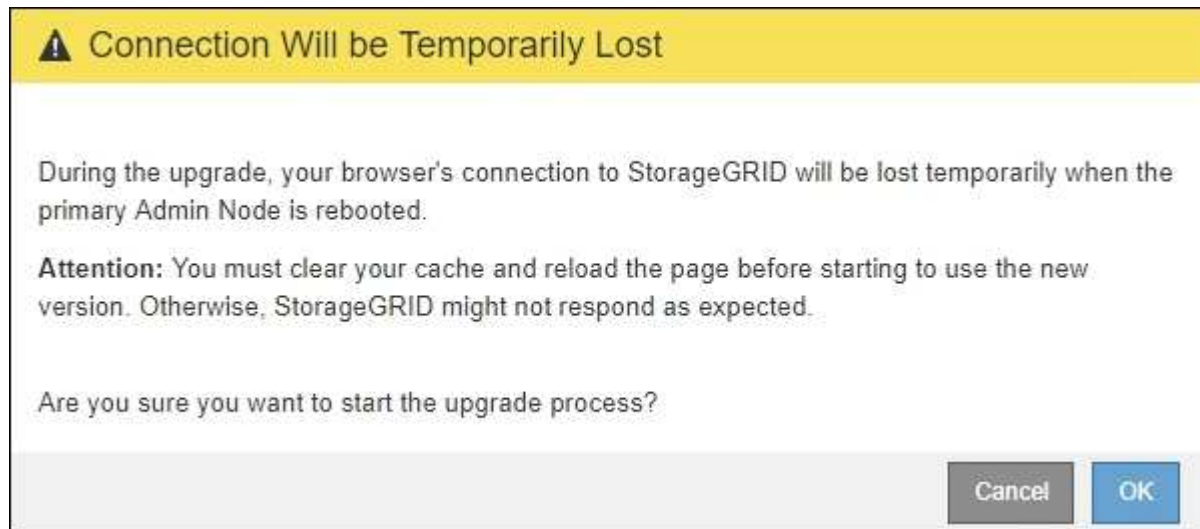 Connection Will be Temporarily Lost
During the upgrade, your browser's connection to StorageGRID will be lost temporarily when the
primary Admin Node is rebooted.
Attention: You must clear your cache and reload the page before starting to use the new
version. Otherwise, StorageGRID might not respond as expected.
Are you sure you want to start the upgrade process?
Cancel
OK